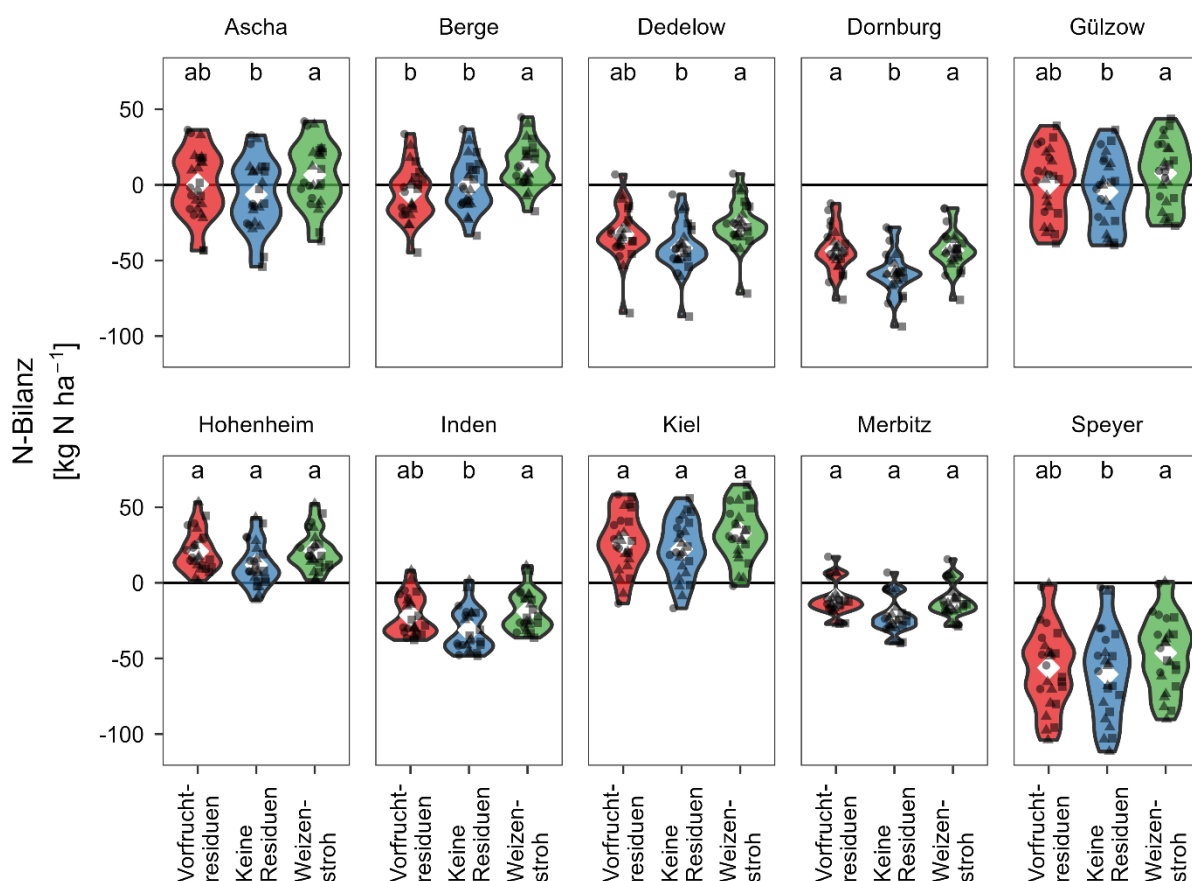 Ascha Berge Dedelow Dornburg Gülzow
ab b a b b a ab b a a b a ab b a
50
0
-50
-100
N-Bilanz
[kg N ha⁻¹]
Hohenheim Inden Kiel Merbitz Speyer
a a a ab b a a a a a a a ab b a
50
0
-50
-100
Vorfrucht-
residuen
Keine
Residuen
Weizen-
stroh
Vorfrucht-
residuen
Keine
Residuen
Weizen-
stroh
Vorfrucht-
residuen
Keine
Residuen
Weizen-
stroh
Vorfrucht-
residuen
Keine
Residuen
Weizen-
stroh
Vorfrucht-
residuen
Keine
Residuen
Weizen-
stroh